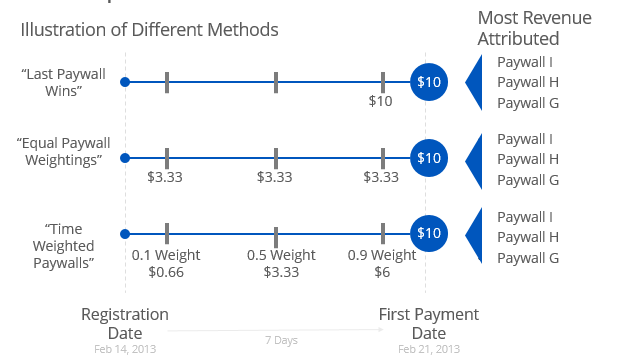 Illustration of Different Methods
Most Revenue
Attributed
“Last Paywall
Wins”
$10
$10
Paywall I
Paywall H
Paywall G
“Equal Paywall
Weightings”
$3.33
$3.33
$3.33
$10
Paywall I
Paywall H
Paywall G
“Time
Weighted
Paywalls”
0.1 Weight
$0.66
0.5 Weight
$3.33
0.9 Weight
$6
$10
Paywall I
Paywall H
Paywall G
Registration
Date
Feb 14, 2013
7 Days
First Payment
Date
Feb 21, 2013